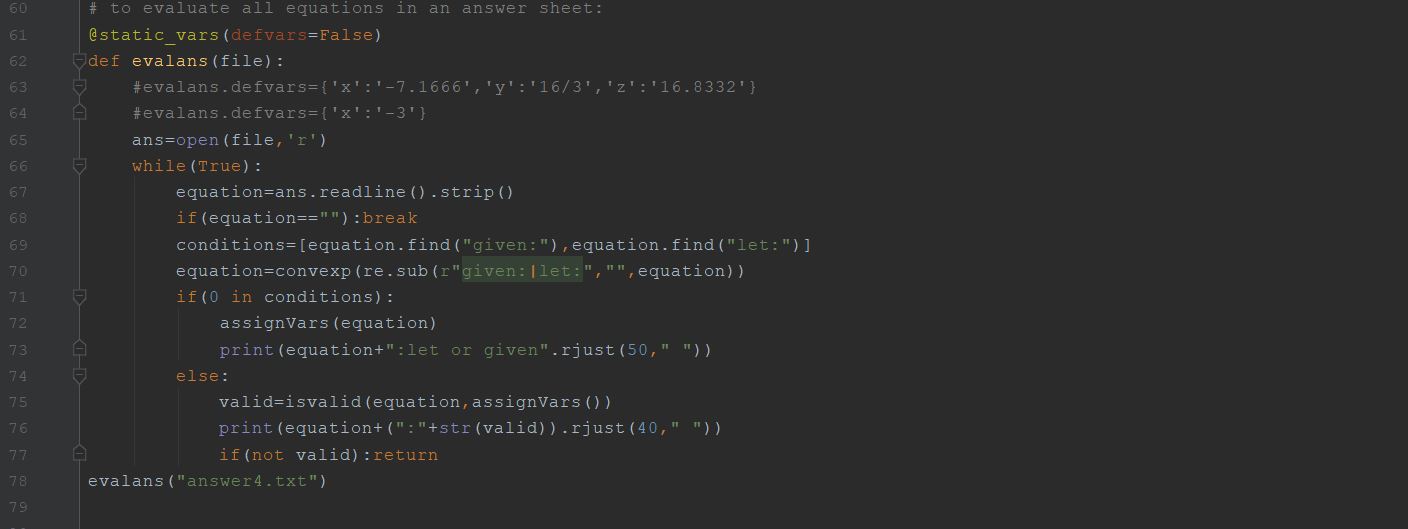 60 # to evaluate all equations in an answer sheet:
61 @static_vars(defvars=False)
62 def evalans(file):
63     #evalans.defvars={'x':'-7.1666','y':'16/3','z':'16.8332'}
64     #evalans.defvars={'x':'-3'}
65     ans=open(file,'r')
66     while(True):
67         equation=ans.readline().strip()
68         if(equation==""):break
69         conditions=[equation.find("given:"),equation.find("let:")]
70         equation=convexp(re.sub(r"given:|let:","",equation))
71         if(0 in conditions):
72             assignVars(equation)
73             print(equation+":let or given".rjust(50," "))
74         else:
75             valid=isvalid(equation,assignVars())
76             print(equation+(":"+str(valid)).rjust(40," "))
77             if(not valid):return
78 evalans("answer4.txt")
79